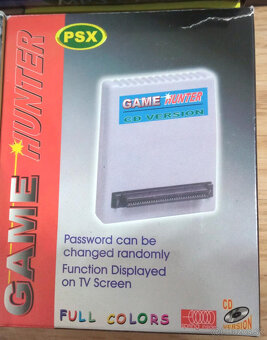 PSX
GAME HUNTER
GAME HUNTER
CD VERSION
Password can be
changed randomly
Function Displayed
on TV Screen
FULL COLORS
CD
VERSION